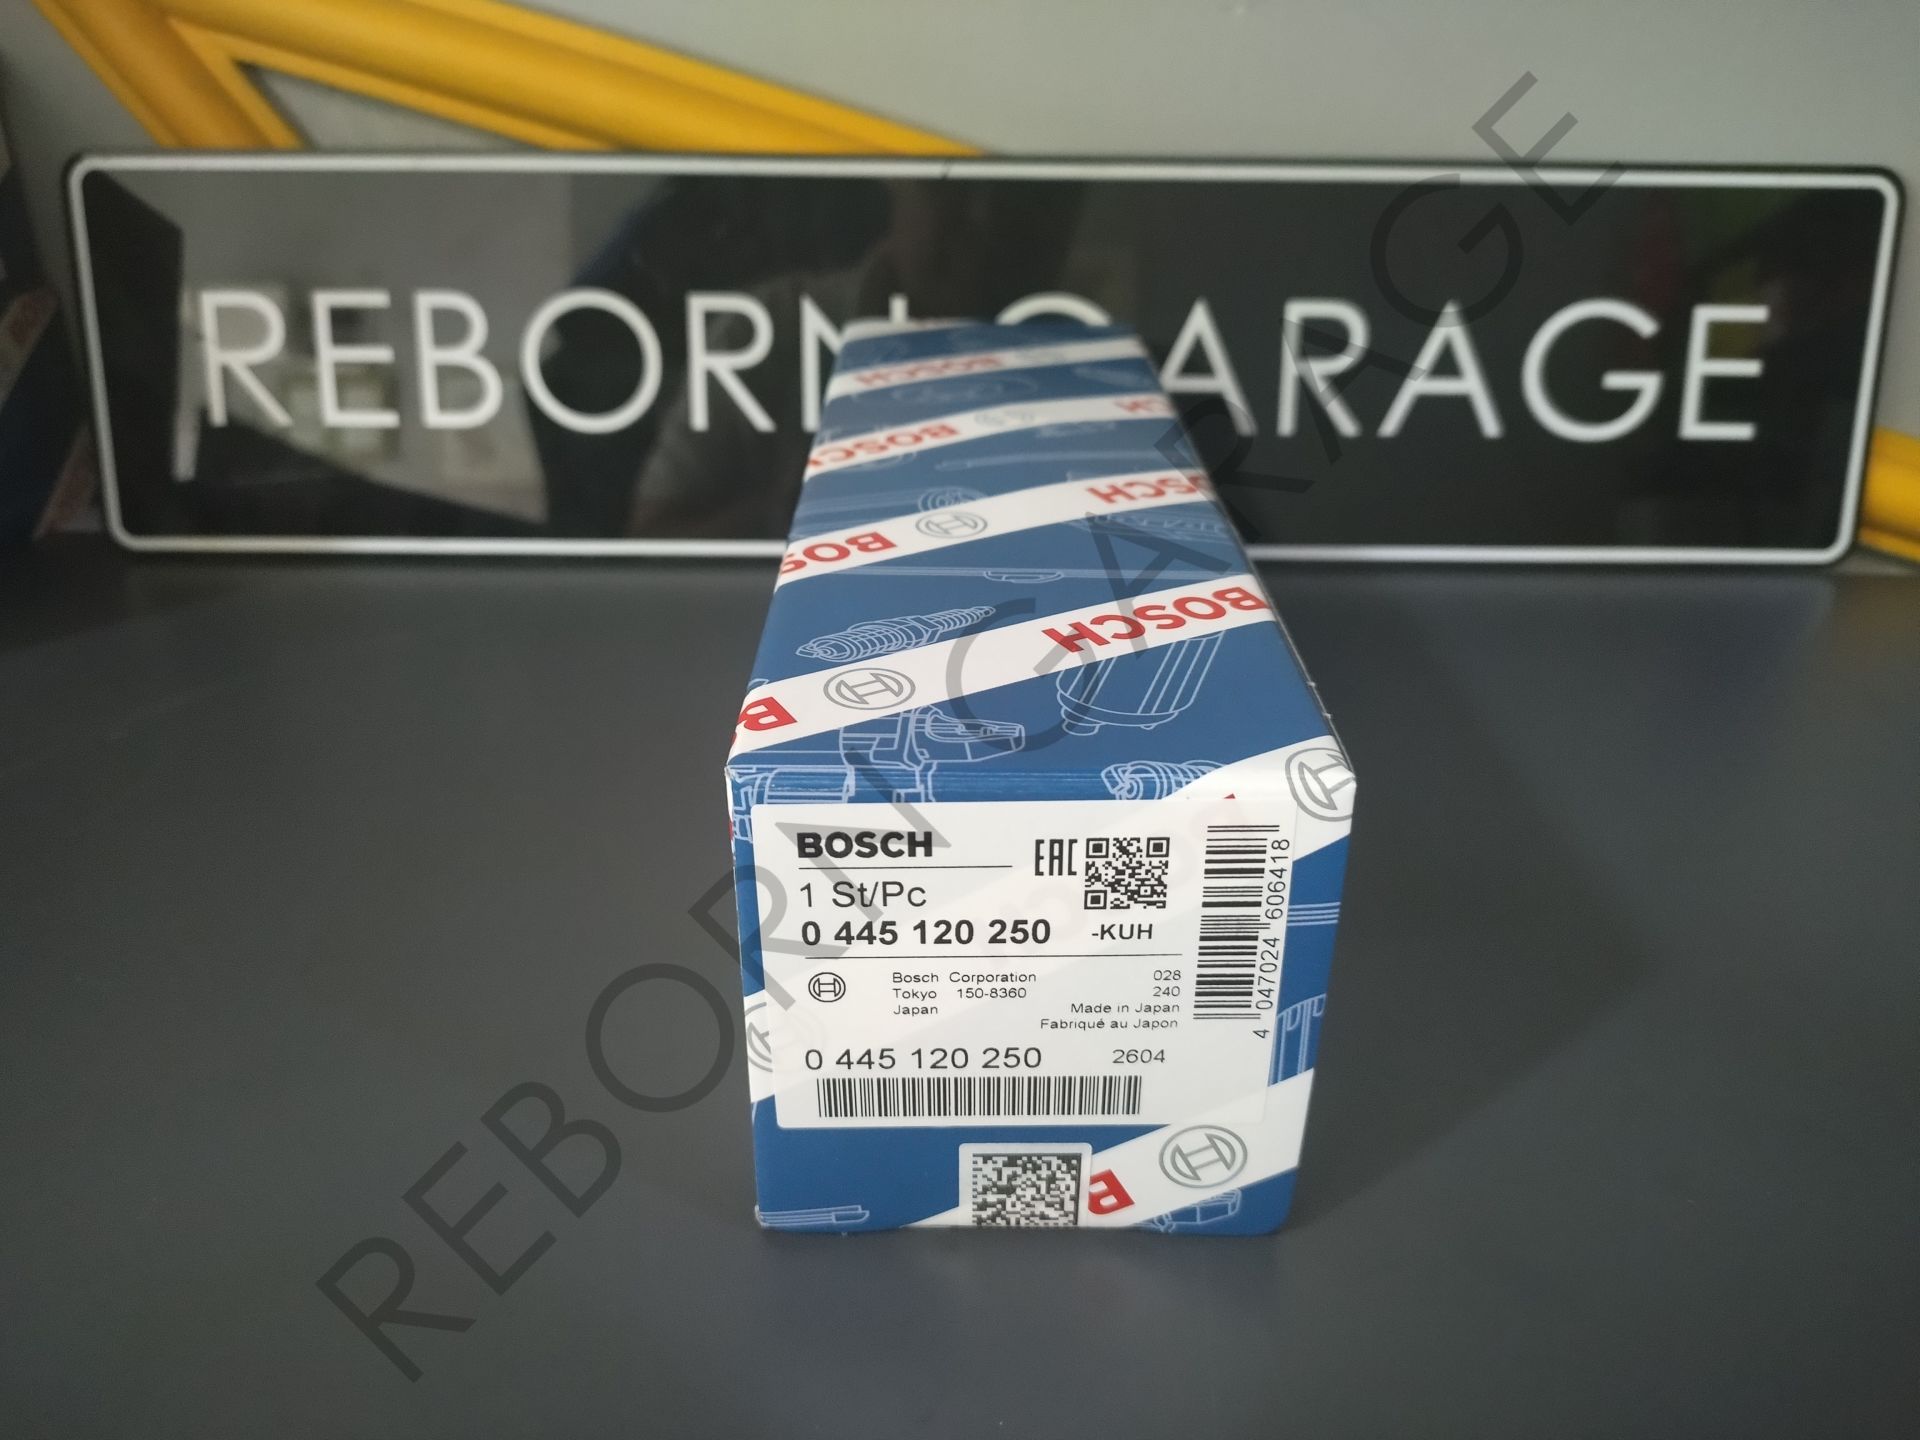 REBORN GARAGE
BOSCH
BOSCH
BOSCH
BOSCH
BOSCH
BOSCH
1 St/Pc
EAC
0 445 120 250 -KUH
Bosch Corporation 028
Tokyo 150-8360 240
Japan Made in Japan
Fabriqué au Japon
0 445 120 250 2604
4 047024 606418
REBORN GARAGE